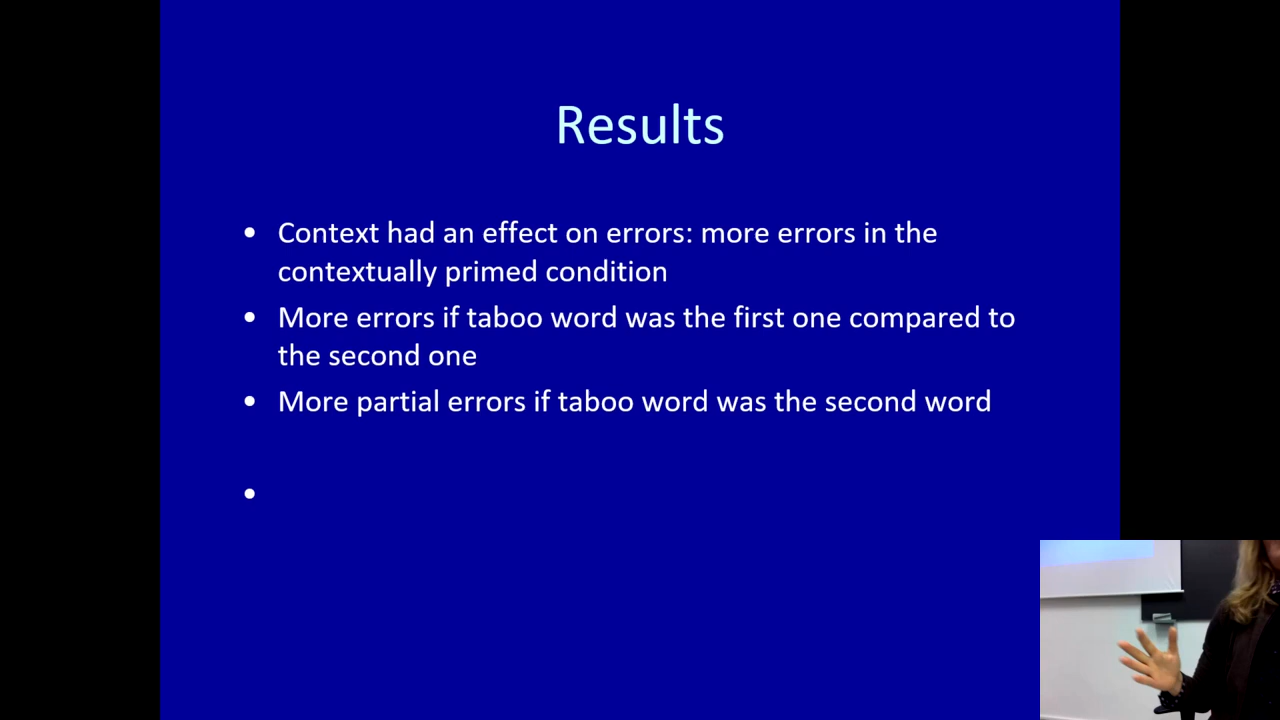 Results
• Context had an effect on errors: more errors in the
contextually primed condition
• More errors if taboo word was the first one compared to
the second one
• More partial errors if taboo word was the second word
•